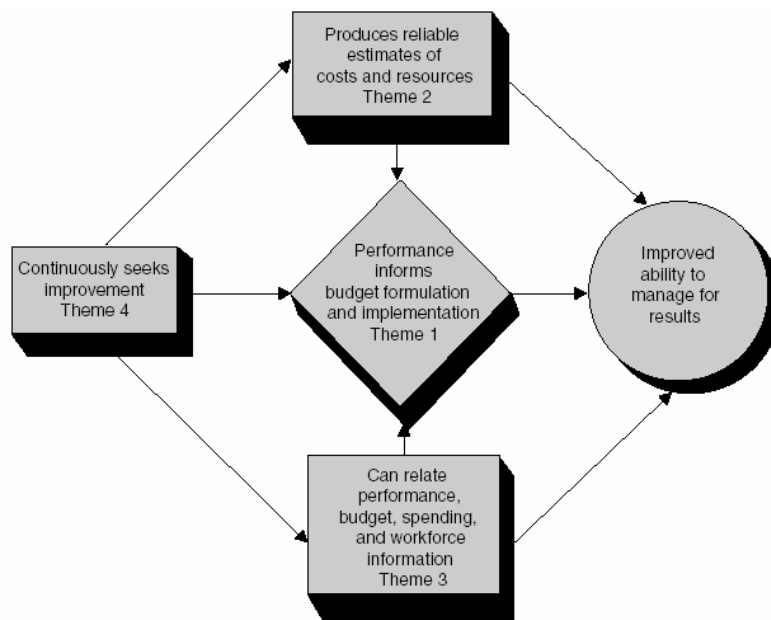 Produces reliable
estimates of
costs and resources
Theme 2
Continuously seeks
improvement
Theme 4
Performance
informs
budget formulation
and implementation
Theme 1
Improved
ability to
manage for
results
Can relate
performance,
budget, spending,
and workforce
information
Theme 3